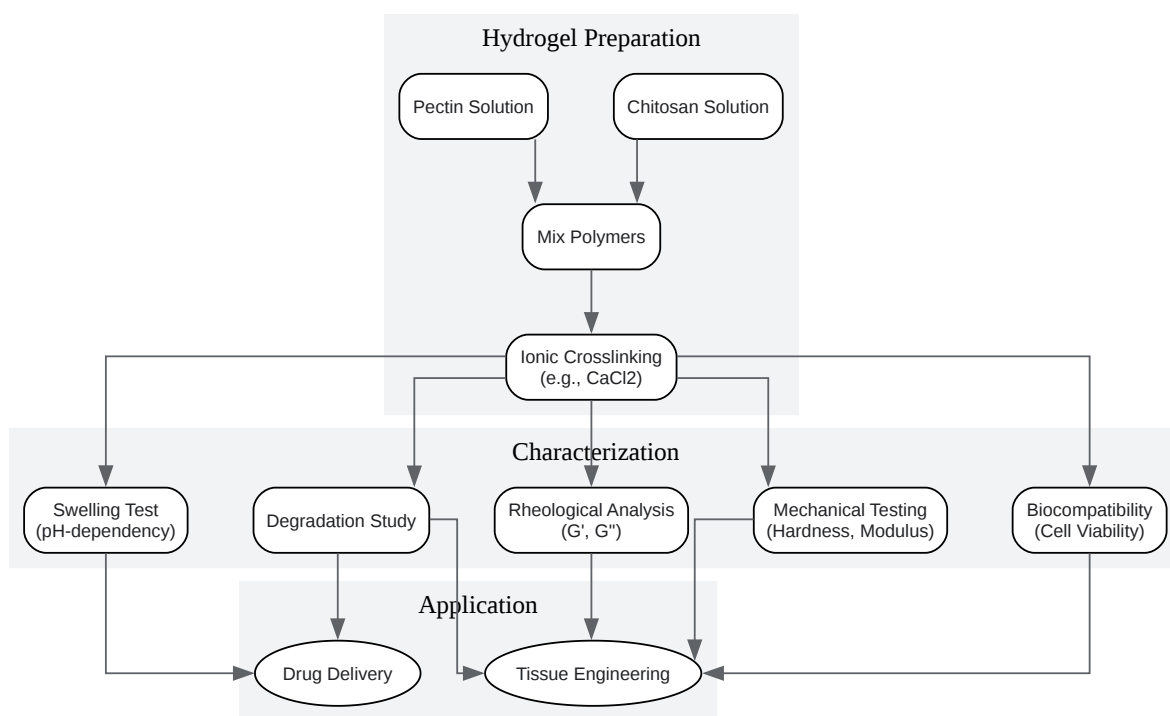 Hydrogel Preparation
Pectin Solution
Chitosan Solution
Mix Polymers
Ionic Crosslinking
(e.g., CaCl2)
Characterization
Swelling Test
(pH-dependency)
Degradation Study
Rheological Analysis
(G', G")
Mechanical Testing
(Hardness, Modulus)
Biocompatibility
(Cell Viability)
Application
Drug Delivery
Tissue Engineering